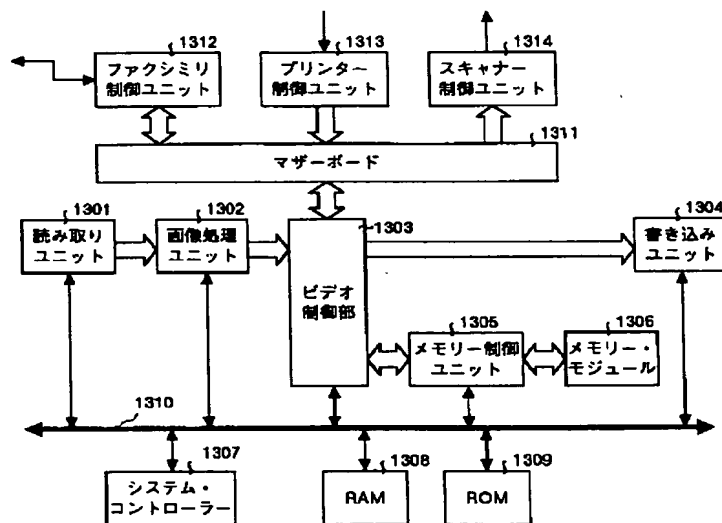 1312
1313
1314
ファクシミリ
制御ユニット
プリンター
制御ユニット
スキャナー
制御ユニット
1311
マザーボード
1301
1302
1303
1304
読み取り
ユニット
画像処理
ユニット
ビデオ
制御部
書き込み
ユニット
1305
1306
メモリー制御
ユニット
メモリー・
モジュール
1310
1307
1308
1309
システム・
コントローラー
RAM
ROM